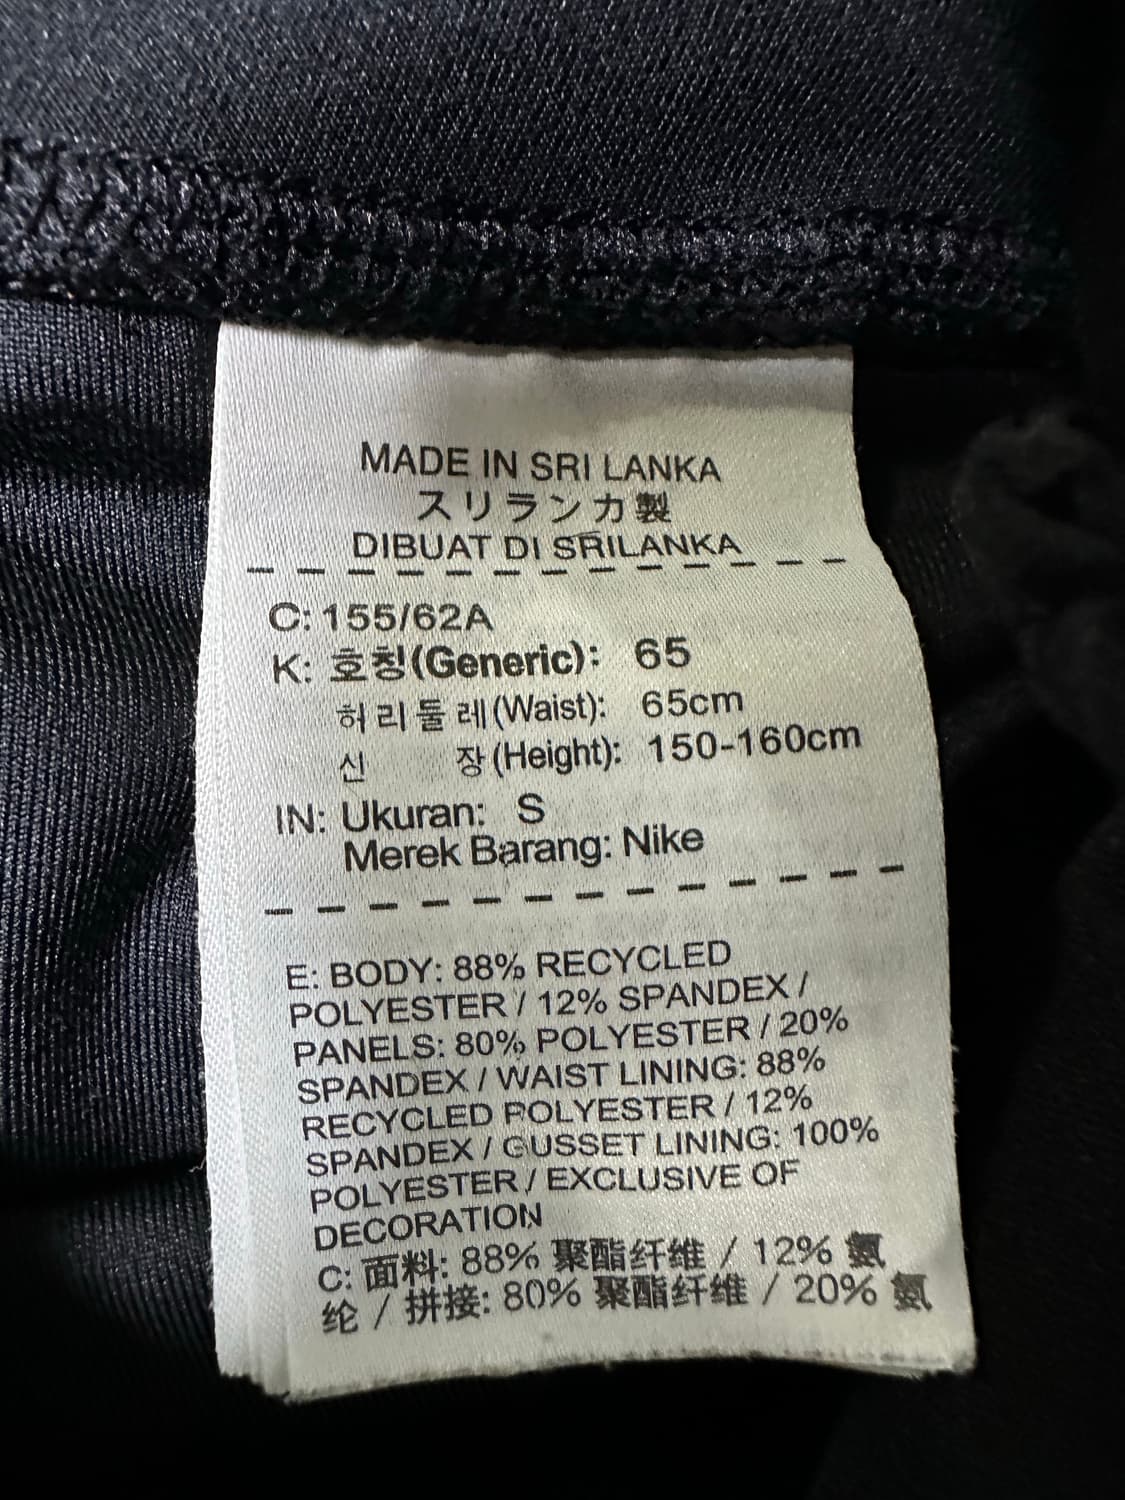 MADE IN SRI LANKA
スリランカ製
DIBUAT DI SRILANKA
C: 155/62A
K: 호칭(Generic): 65
허리둘레(Waist): 65cm
신 장(Height): 150-160cm
IN: Ukuran: S
Merek Barang: Nike
E: BODY: 88% RECYCLED
POLYESTER / 12% SPANDEX /
PANELS: 80% POLYESTER / 20%
SPANDEX / WAIST LINING: 88%
RECYCLED POLYESTER / 12%
SPANDEX / GUSSET LINING: 100%
POLYESTER / EXCLUSIVE OF
DECORATION
C: 面料: 88% 聚酯纤维 / 12% 氨
纶 / 拼接: 80% 聚酯纤维 / 20% 氨